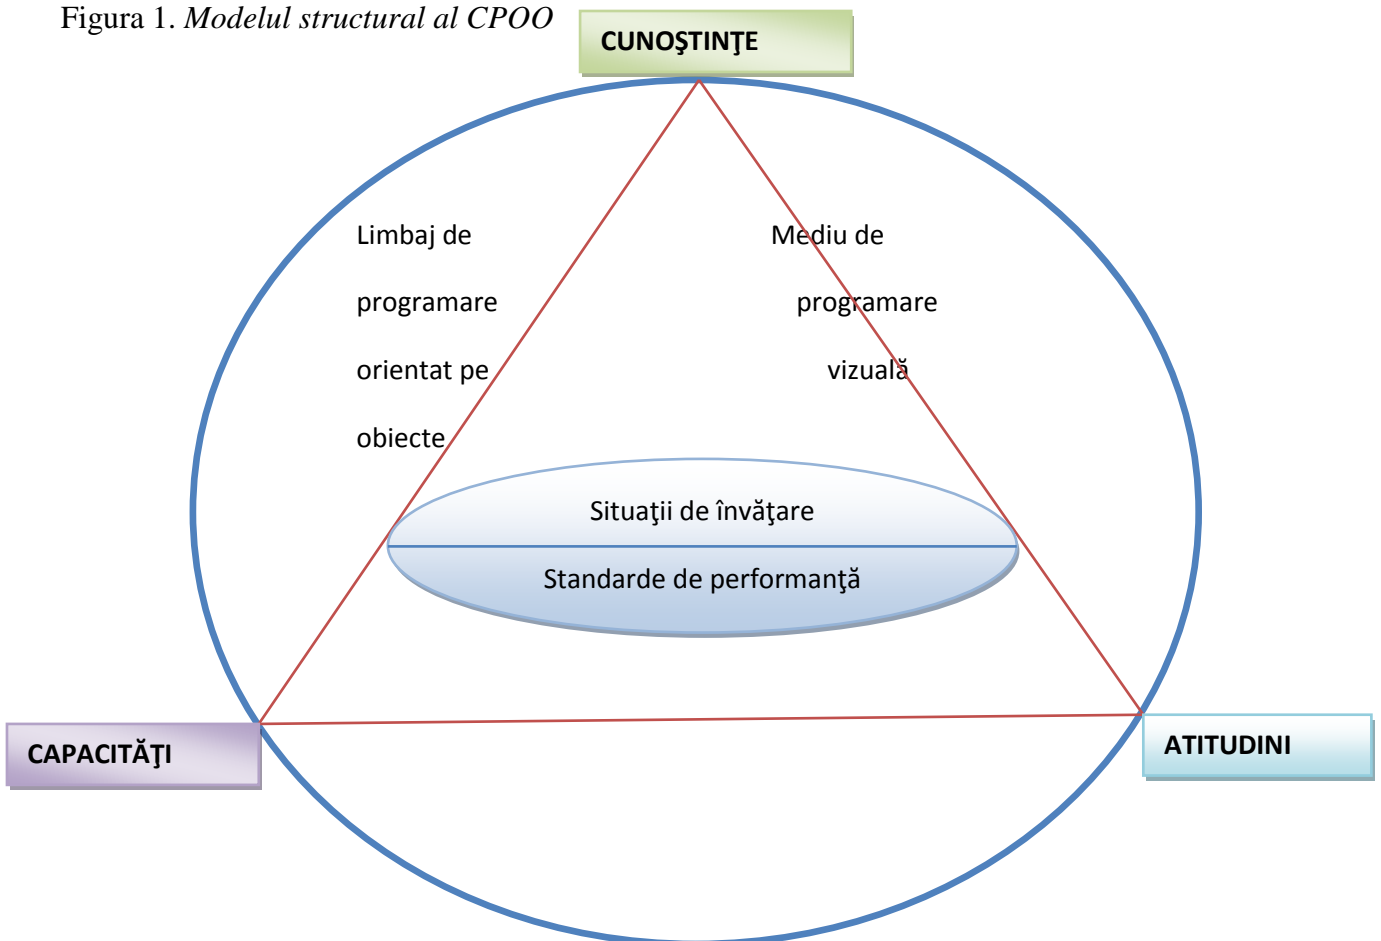 Figura 1. Modelul structural al CPOO
CUNOŞTINŢE
Limbaj de
programare
orientat pe
obiecte
Mediu de
programare
vizuală
Situaţii de învăţare
Standarde de performanţă
CAPACITĂŢI
ATITUDINI